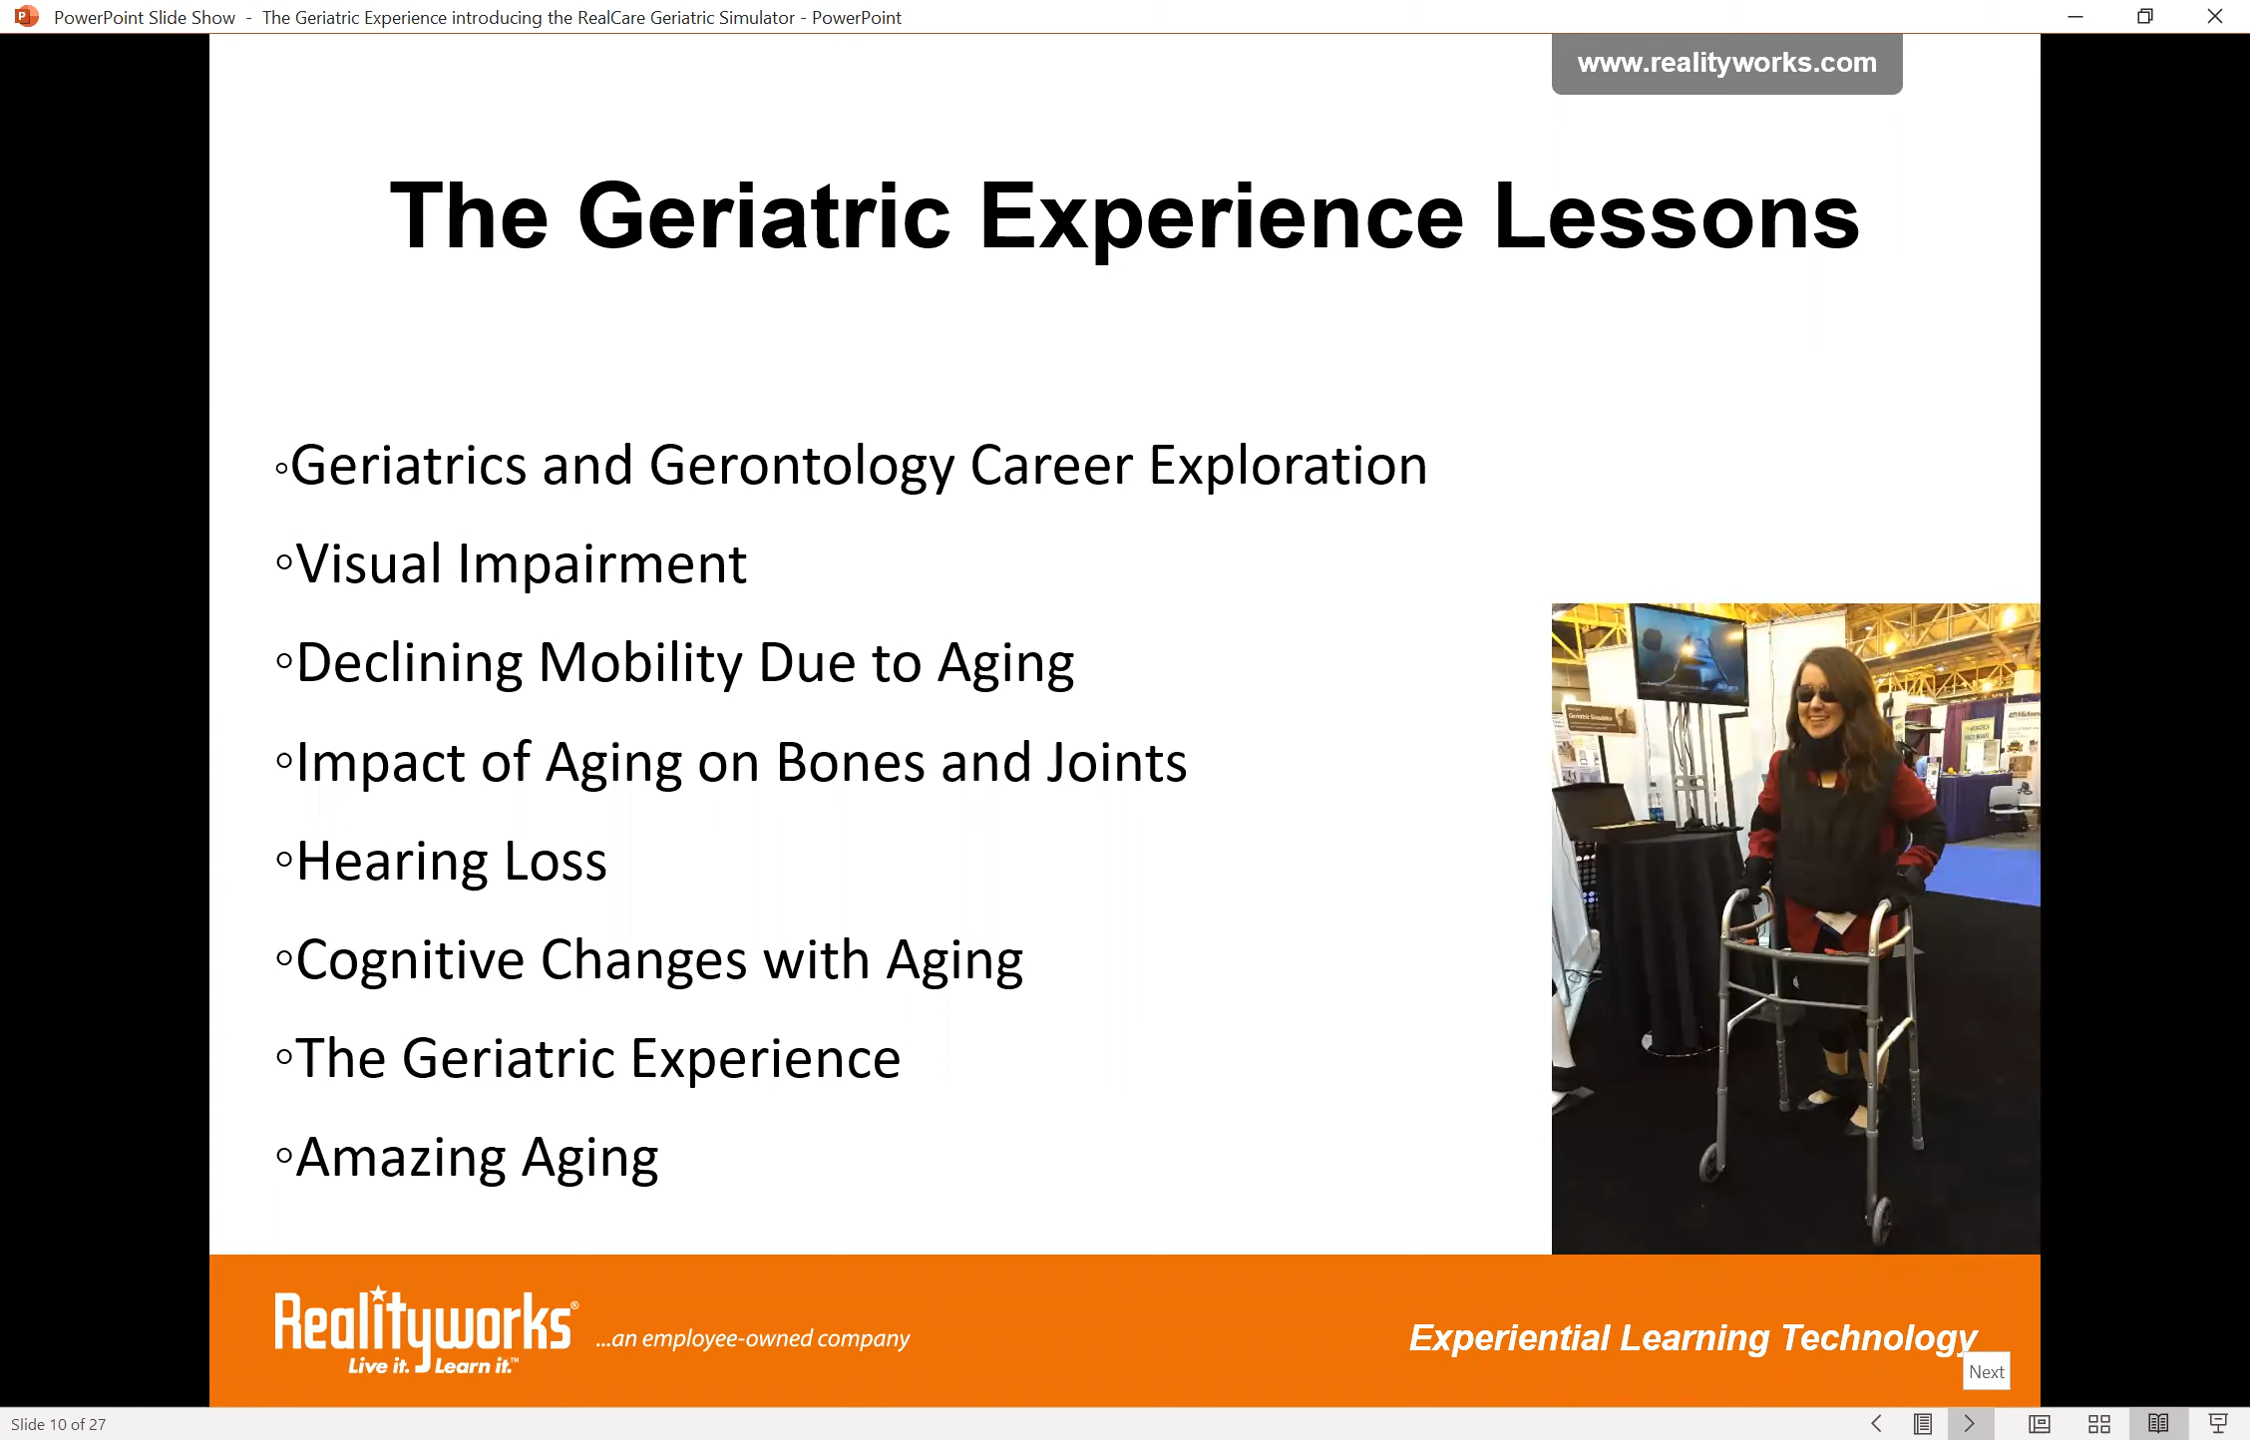 PowerPoint Slide Show - The Geriatric Experience introducing the RealCare Geriatric Simulator - PowerPoint
www.realityworks.com
The Geriatric Experience Lessons
◦Geriatrics and Gerontology Career Exploration
◦Visual Impairment
◦Declining Mobility Due to Aging
◦Impact of Aging on Bones and Joints
◦Hearing Loss
◦Cognitive Changes with Aging
◦The Geriatric Experience
◦Amazing Aging
Geriatric Simulator
Realityworks®
Live it. Learn it.™
...an employee-owned company
Experiential Learning Technology
Next
Slide 10 of 27